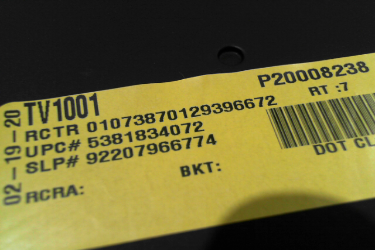 02-19-20
TV1001
P20008238
RCTR 01073870129396672
RT :7
UPC# 5381834072
SLP# 92207966774
BKT:
DOT CL
RCRA: